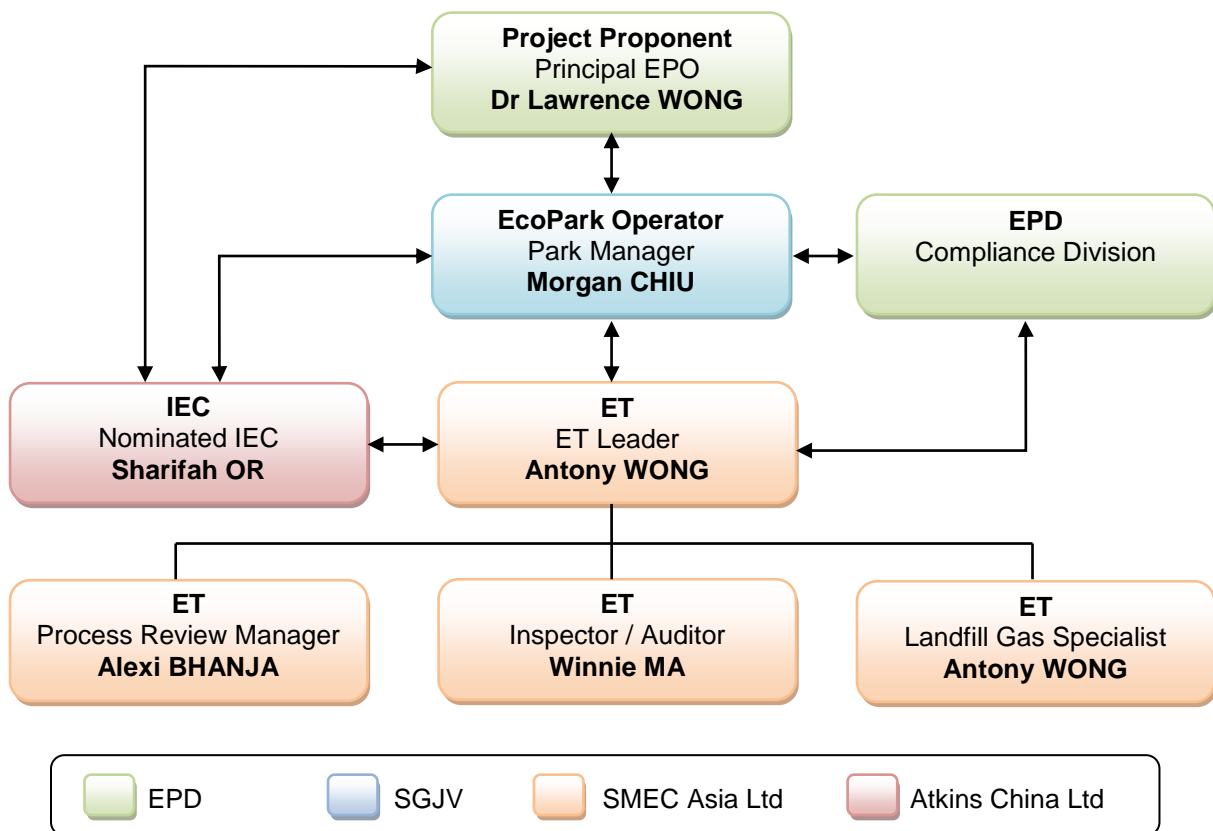 Project Proponent
Principal EPO
Dr Lawrence WONG
EcoPark Operator
Park Manager
Morgan CHIU
EPD
Compliance Division
IEC
Nominated IEC
Sharifah OR
ET
ET Leader
Antony WONG
ET
Process Review Manager
Alexi BHANJA
ET
Inspector / Auditor
Winnie MA
ET
Landfill Gas Specialist
Antony WONG
EPD
SGJV
SMEC Asia Ltd
Atkins China Ltd